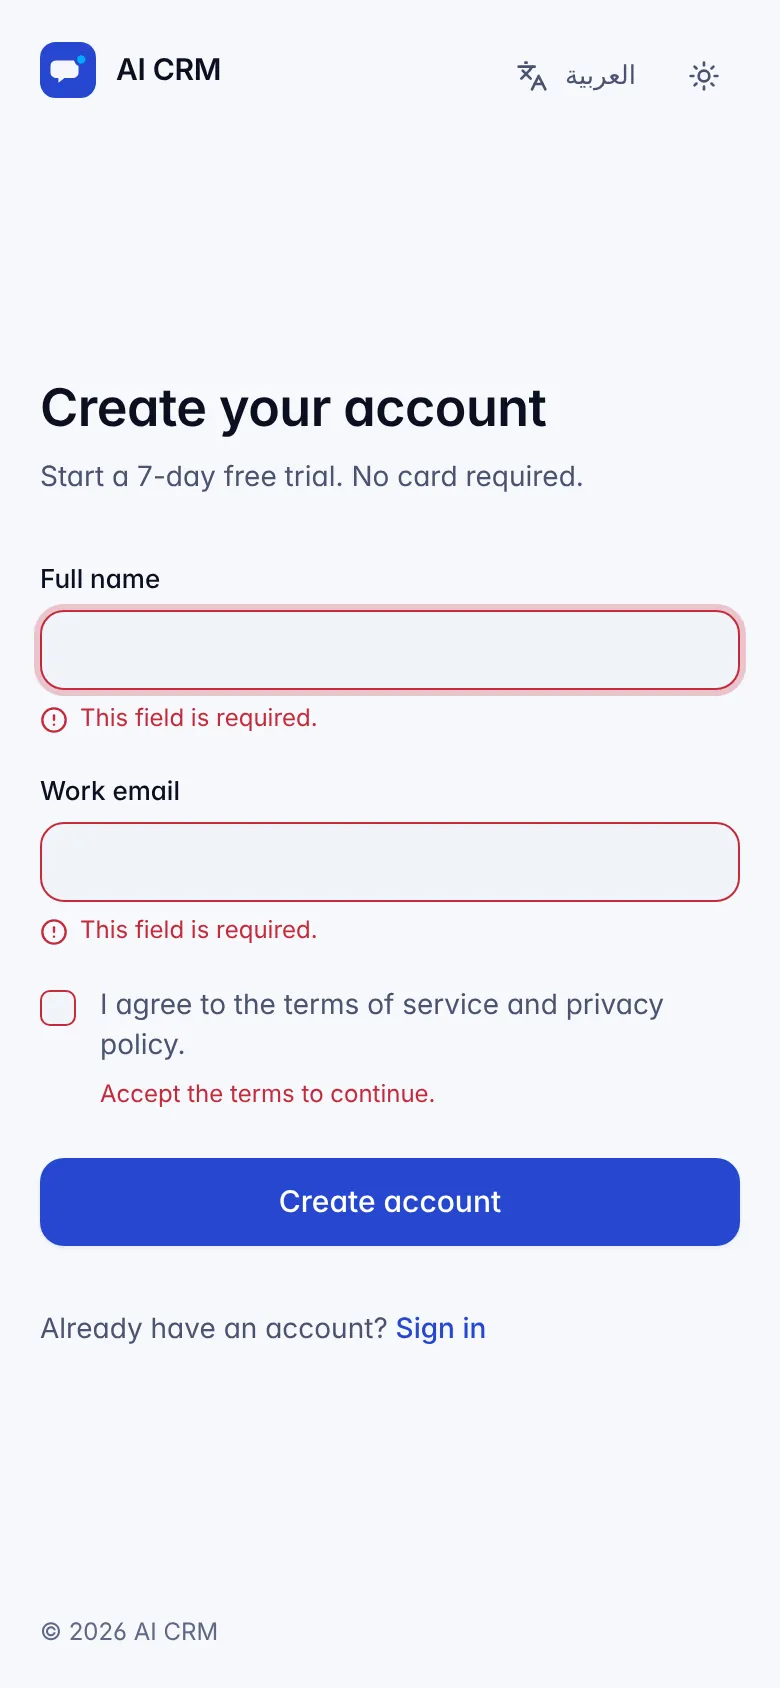 AI CRM
العربية
Create your account
Start a 7-day free trial. No card required.
Full name
This field is required.
Work email
This field is required.
I agree to the terms of service and privacy
policy.
Accept the terms to continue.
Create account
Already have an account? Sign in
© 2026 AI CRM